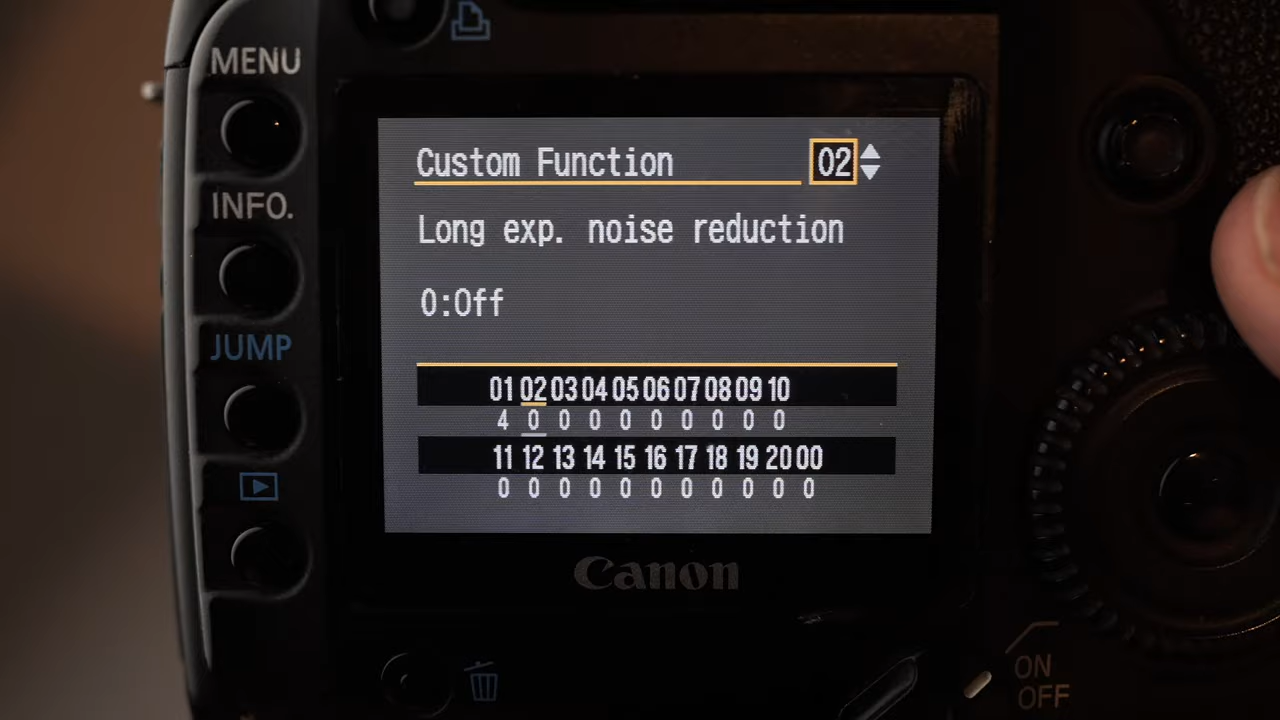 MENU
INFO.
JUMP
Custom Function 02
Long exp. noise reduction
0:Off
01 02 03 04 05 06 07 08 09 10
4 0 0 0 0 0 0 0 0 0
11 12 13 14 15 16 17 18 19 20 00
0 0 0 0 0 0 0 0 0 0 0
Canon
ON
OFF